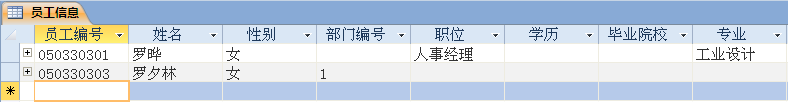 员工信息
员工编号 姓名 性别 部门编号 职位 学历 毕业院校 专业
050330301 罗晔 女 人事经理 工业设计
050330303 罗夕林 女 1